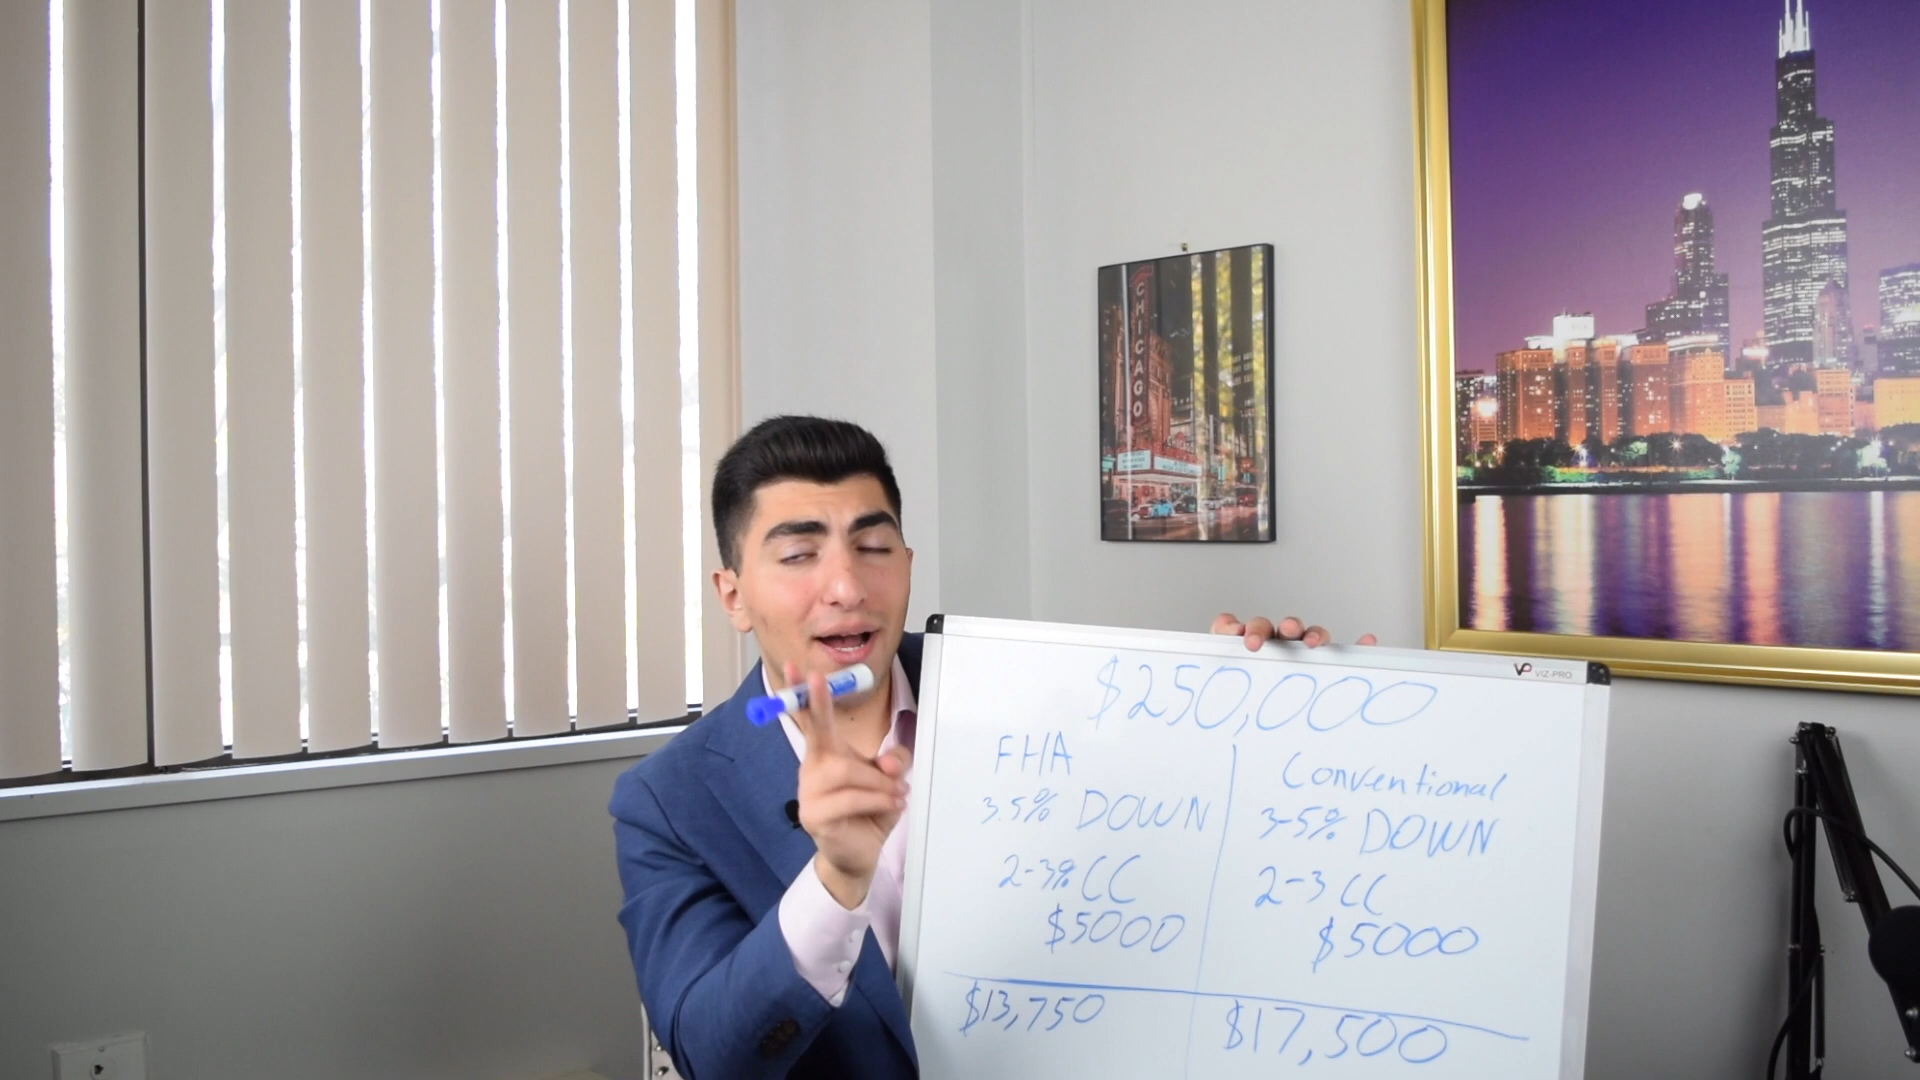 CHICAGO
VIZ-PRO
$250,000
FHA
3.5% DOWN
2-3% CC
$5000
$13,750
Conventional
3-5% DOWN
2-3 CC
$5000
$17,500